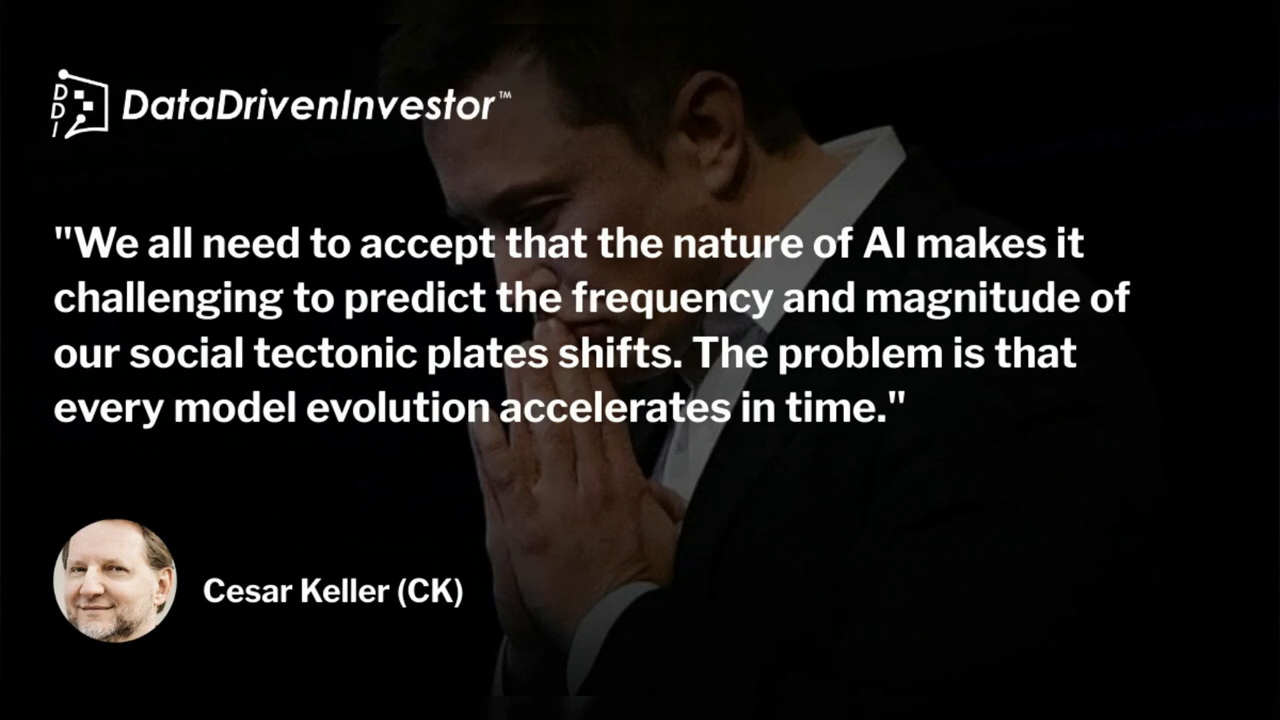 DDI
DataDrivenInvestor™
"We all need to accept that the nature of AI makes it
challenging to predict the frequency and magnitude of
our social tectonic plates shifts. The problem is that
every model evolution accelerates in time."
Cesar Keller (CK)